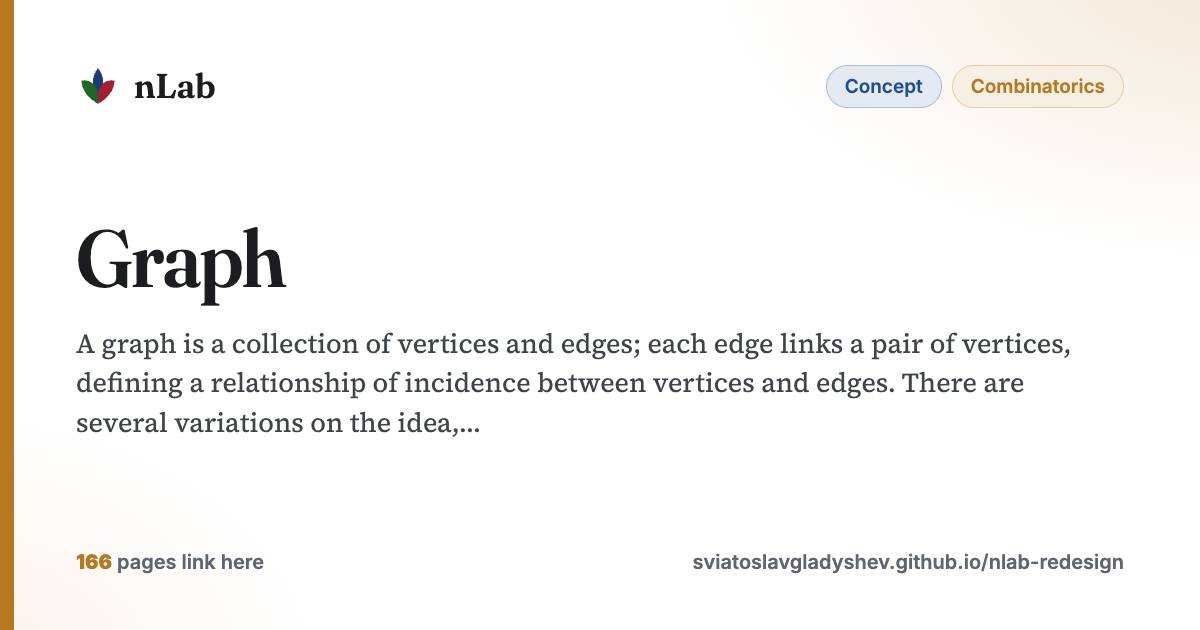 nLab
Concept
Combinatorics
Graph
A graph is a collection of vertices and edges; each edge links a pair of vertices,
defining a relationship of incidence between vertices and edges. There are
several variations on the idea,...
166 pages link here
sviatoslavgladyshev.github.io/nlab-redesign